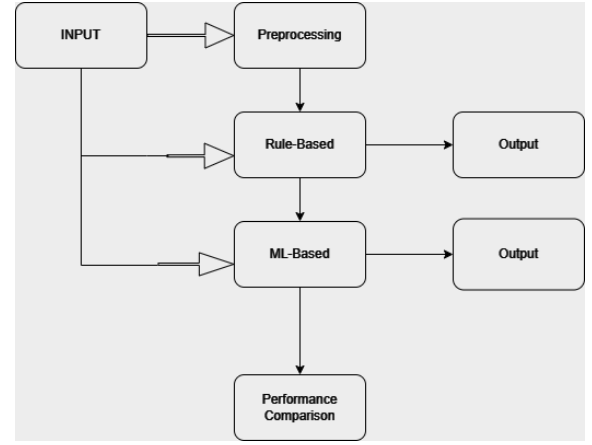 INPUT
Preprocessing
Rule-Based
Output
ML-Based
Output
Performance
Comparison